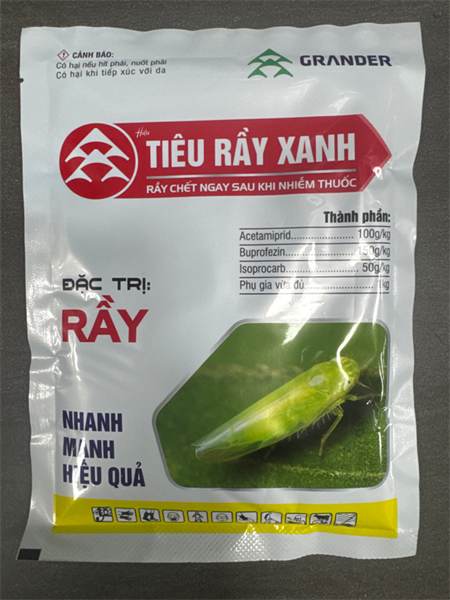 CẢNH BÁO:
Có hại nếu hít phải, nuốt phải
Có hại khi tiếp xúc với da
GRANDER
Hiệu
TIÊU RẦY XANH
RẦY CHẾT NGAY SAU KHI NHIỄM THUỐC
Thành phần:
Acetamiprid..................... 100g/kg
Buprofezin...................... 150g/kg
Isoprocarb....................... 50g/kg
Phụ gia vừa đủ..................... 1kg
ĐẶC TRỊ:
RẦY
NHANH
MẠNH
HIỆU QUẢ